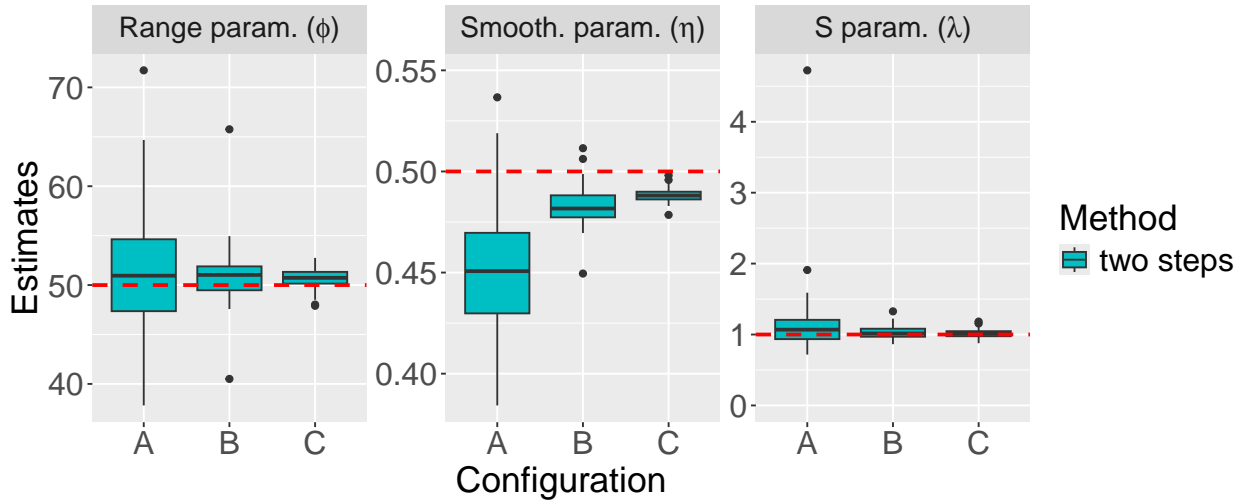 Range param. (ϕ)
Smooth. param. (η)
S param. (λ)
Estimates
70
60
50
40
0.55
0.50
0.45
0.40
4
3
2
1
0
A B C
A B C
A B C
Configuration
Method
two steps